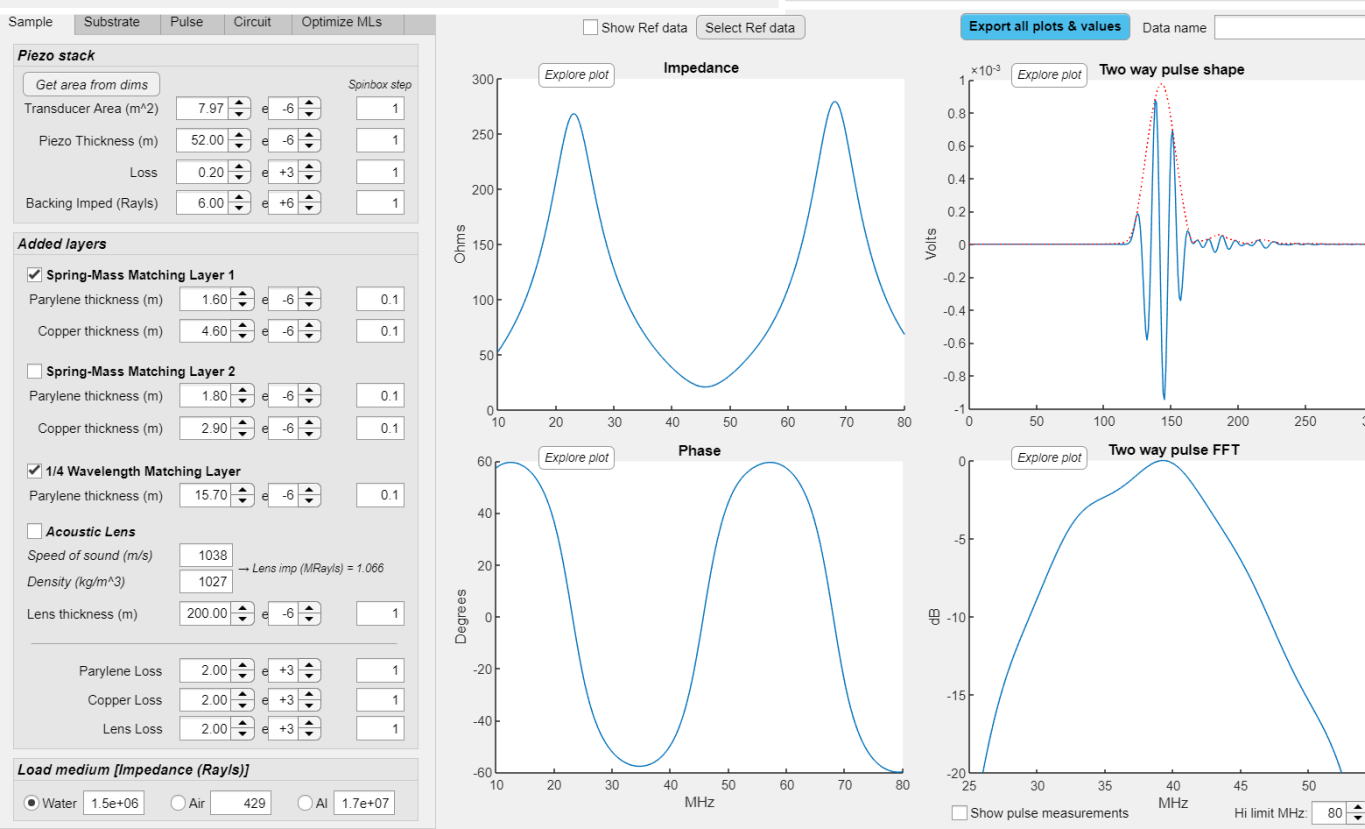 Sample Substrate Pulse Circuit Optimize MLs
Piezo stack
Get area from dims
Spinbox step
Transducer Area (m^2) 7.97 e -6 1
Piezo Thickness (m) 52.00 e -6 1
Loss 0.20 e +3 1
Backing Imped (Rayls) 6.00 e +6 1
Added layers
Spring-Mass Matching Layer 1
Parylene thickness (m) 1.60 e -6 0.1
Copper thickness (m) 4.60 e -6 0.1
Spring-Mass Matching Layer 2
Parylene thickness (m) 1.80 e -6 0.1
Copper thickness (m) 2.90 e -6 0.1
1/4 Wavelength Matching Layer
Parylene thickness (m) 15.70 e -6 0.1
Acoustic Lens
Speed of sound (m/s) 1038
→ Lens imp (MRayls) = 1.066
Density (kg/m^3) 1027
Lens thickness (m) 200.00 e -6 1
Parylene Loss 2.00 e +3 1
Copper Loss 2.00 e +3 1
Lens Loss 2.00 e +3 1
Load medium [Impedance (Rayls)]
Water 1.5e+06 Air 429 Al 1.7e+07
Show Ref data Select Ref data
Export all plots & values Data name
Impedance
Explore plot
300
250
200
150
100
50
0
Ohms
10 20 30 40 50 60 70 80
Two way pulse shape
Explore plot
×10-3
1
0.8
0.6
0.4
0.2
0
-0.2
-0.4
-0.6
-0.8
-1
Volts
0 50 100 150 200 250
Phase
Explore plot
60
40
20
0
-20
-40
-60
Degrees
10 20 30 40 50 60 70 80
MHz
Two way pulse FFT
Explore plot
0
-5
-10
-15
-20
dB
25 30 35 40 45 50
MHz
Show pulse measurements
Hi limit MHz: 80